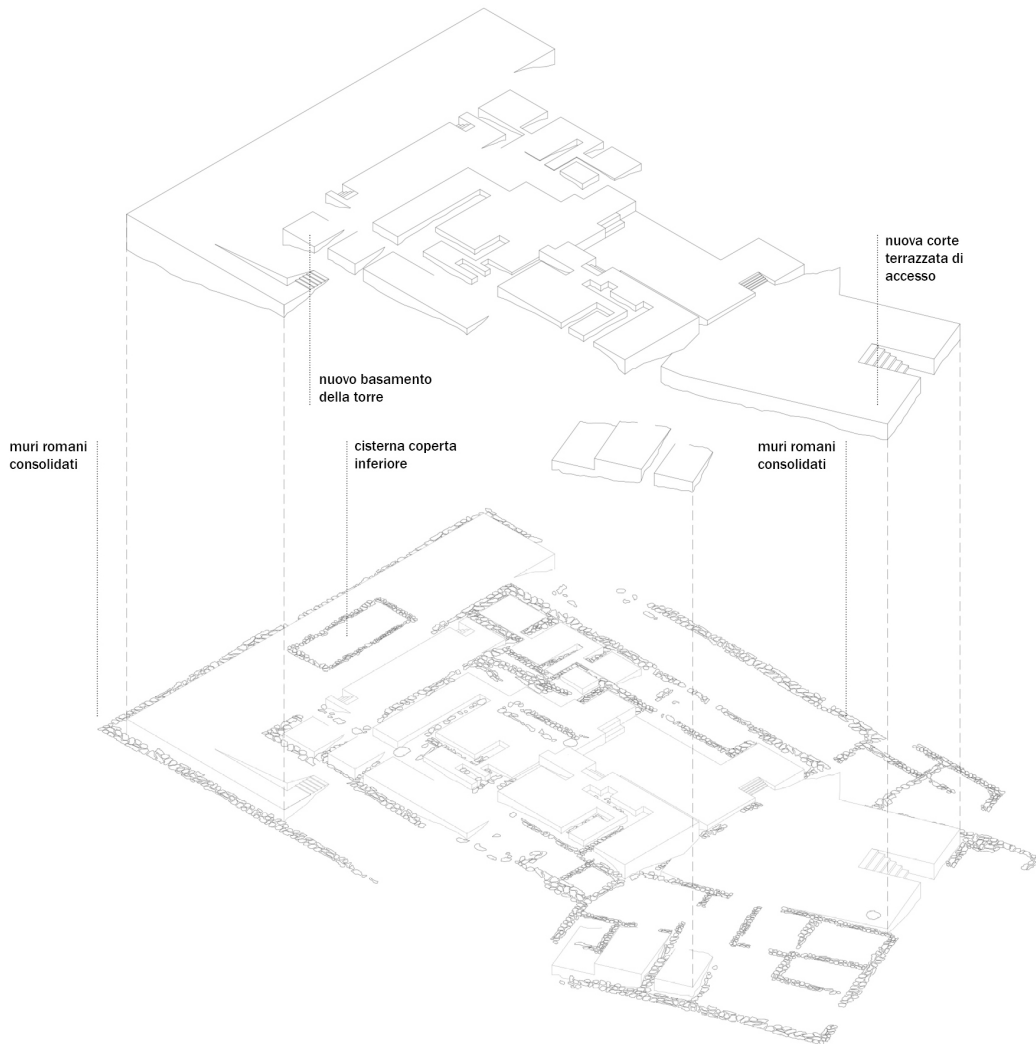 nuova corte
terrazzata di
accesso
nuovo basamento
della torre
muri romani
consolidati
cisterna coperta
inferiore
muri romani
consolidati